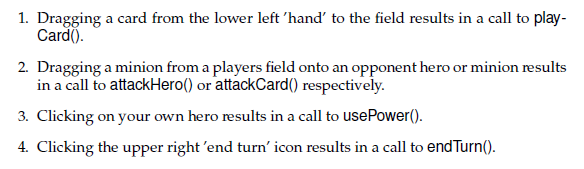 1. Dragging a card from the lower left 'hand' to the field results in a call to play-
Card().
2. Dragging a minion from a players field onto an opponent hero or minion results
in a call to attackHero() or attackCard() respectively.
3. Clicking on your own hero results in a call to usePower().
4. Clicking the upper right 'end turn' icon results in a call to endTurn().